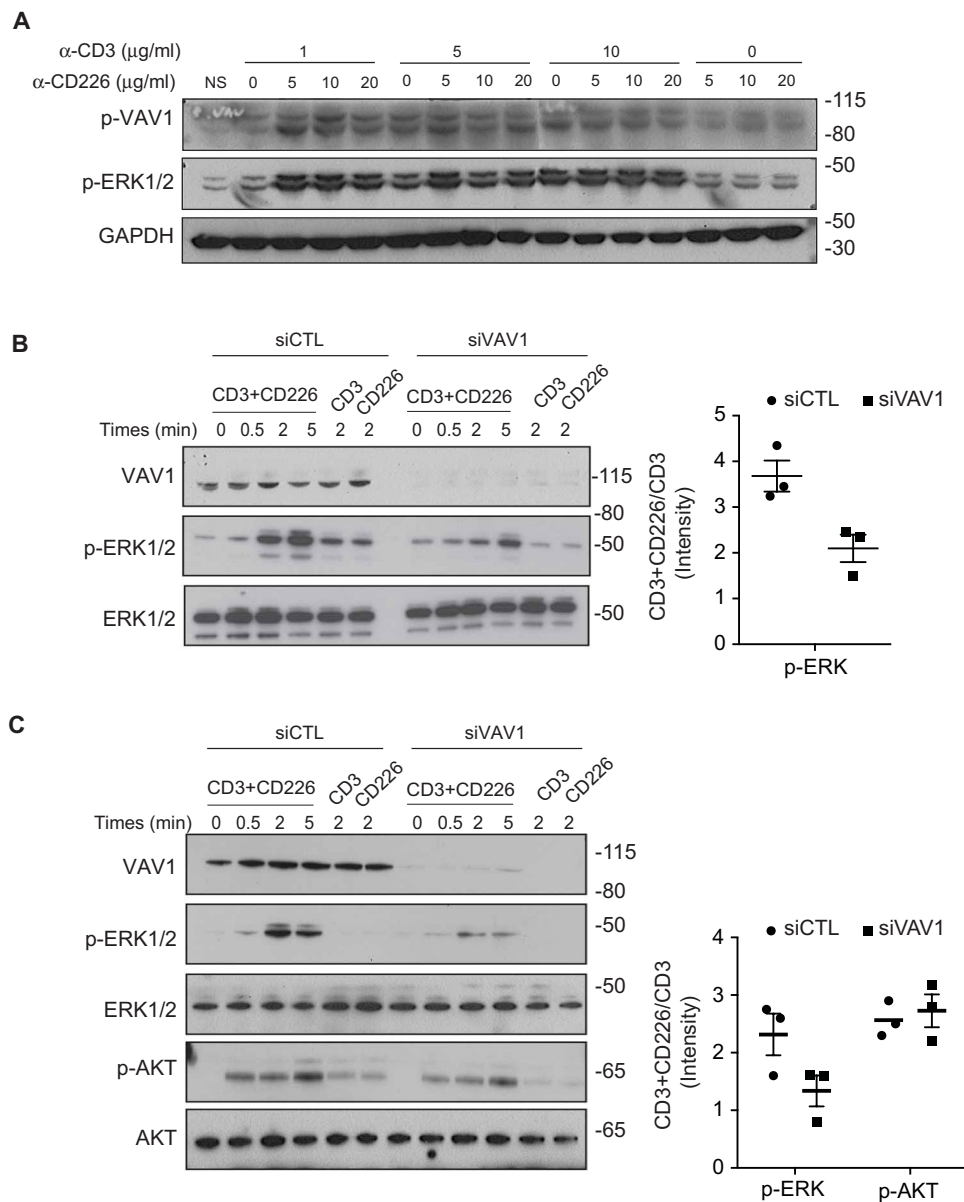 A
α-CD3 (μg/ml) 1 5 10 0
α-CD226 (μg/ml) NS 0 5 10 20 0 5 10 20 0 5 10 20 5 10 20
p-VAV1 -115
-80
p-ERK1/2 -50
GAPDH -50
-30
B
siCTL siVAV1
CD3+CD226 CD3 CD226 CD3+CD226 CD3 CD226
Times (min) 0 0.5 2 5 2 2 0 0.5 2 5 2 2
VAV1 -115
-80
p-ERK1/2 -50
ERK1/2 -50
siCTL siVAV1
CD3+CD226/CD3
(Intensity)
5
4
3
2
1
0
p-ERK
C
siCTL siVAV1
CD3+CD226 CD3 CD226 CD3+CD226 CD3 CD226
Times (min) 0 0.5 2 5 2 2 0 0.5 2 5 2 2
VAV1 -115
-80
p-ERK1/2 -50
ERK1/2 -50
p-AKT -65
AKT -65
siCTL siVAV1
CD3+CD226/CD3
(Intensity)
4
3
2
1
0
p-ERK p-AKT